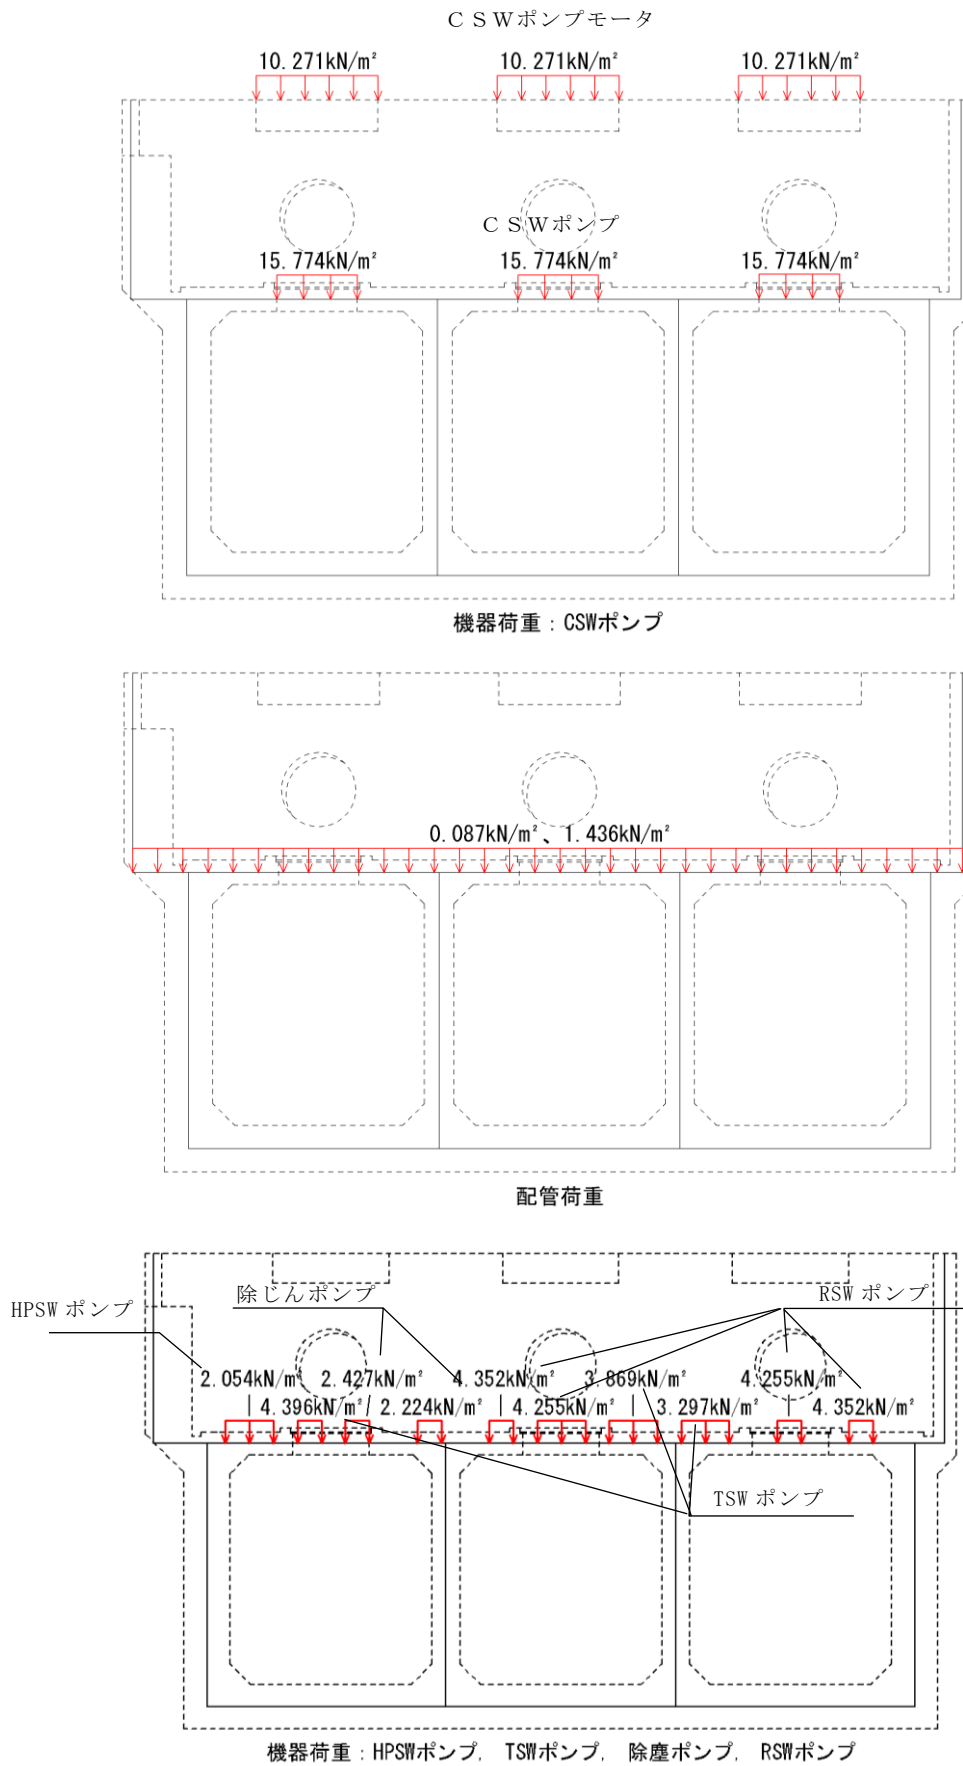 ＣＳＷポンプモータ
10.271kN/m² 10.271kN/m² 10.271kN/m²
ＣＳＷポンプ
15.774kN/m² 15.774kN/m² 15.774kN/m²
機器荷重：CSWポンプ
0.087kN/m²、1.436kN/m²
配管荷重
HPSW ポンプ 除じんポンプ RSW ポンプ
2.054kN/m² 2.427kN/m² 4.352kN/m² 3.869kN/m² 4.255kN/m²
4.396kN/m² 2.224kN/m² 4.255kN/m² 3.297kN/m² 4.352kN/m²
TSW ポンプ
機器荷重：HPSWポンプ, TSWポンプ, 除塵ポンプ, RSWポンプ